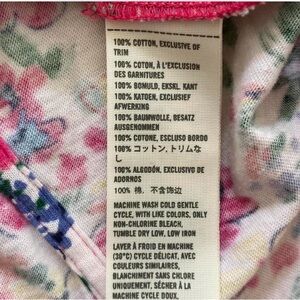 100% COTTON, EXCLUSIVE OF
TRIM
100% COTON, À L'EXCLUSION
DES GARNITURES
100% BOMULD, EKSKL. KANT
100% KATOEN, EXCLUSIEF
AFWERKING
100% BAUMWOLLE, BESATZ
AUSGENOMMEN
100% COTONE, ESCLUSO BORDO
100% コットン, トリムな
し
100% ALGODÓN. EXCLUSIVO DE
ADORNOS
100% 棉, 不含饰边
MACHINE WASH COLD GENTLE
CYCLE, WITH LIKE COLORS, ONLY
NON-CHLORINE BLEACH,
TUMBLE DRY LOW, LOW IRON
LAVER À FROID EN MACHINE
(30°C) CYCLE DÉLICAT, AVEC
COULEURS SIMILAIRES,
BLANCHIMENT SANS CHLORE
UNIQUEMENT, SÉCHER À LA
MACHINE CYCLE DOUX,